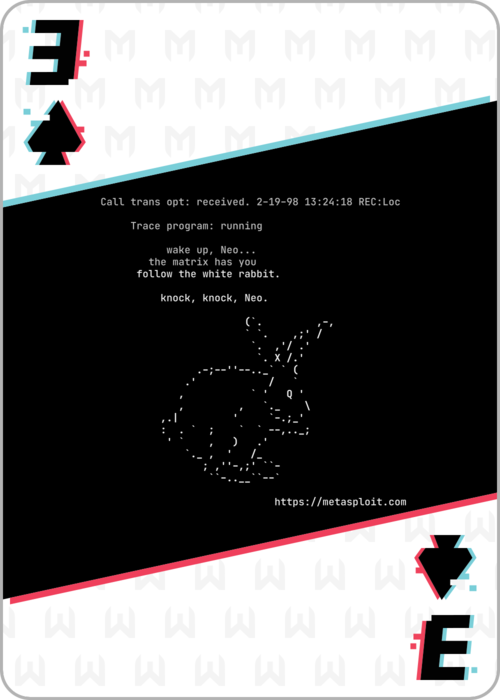 3
Call trans opt: received. 2-19-98 13:24:18 REC:Loc
Trace program: running
wake up, Neo...
the matrix has you
follow the white rabbit.
knock, knock, Neo.
https://metasploit.com
3